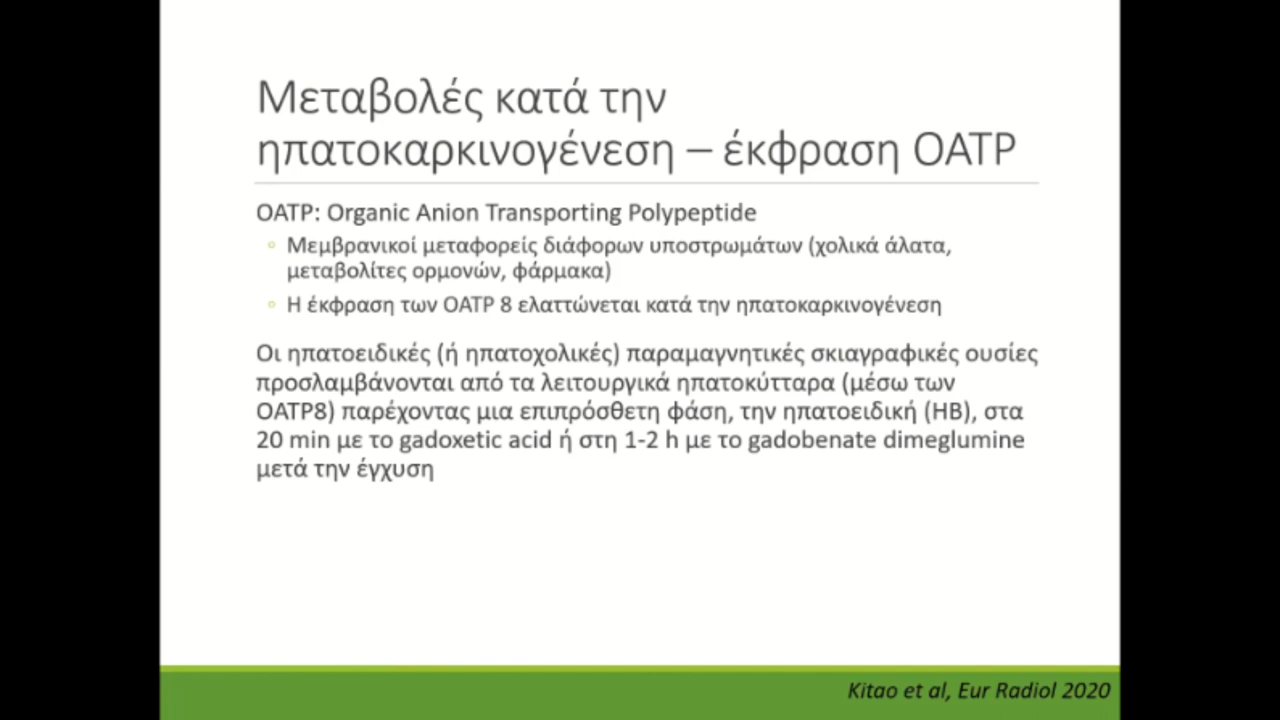 Μεταβολές κατά την
ηπατοκαρκινογένεση – έκφραση OATP
OATP: Organic Anion Transporting Polypeptide
◦ Μεμβρανικοί μεταφορείς διάφορων υποστρωμάτων (χολικά άλατα,
μεταβολίτες ορμονών, φάρμακα)
◦ Η έκφραση των OATP 8 ελαττώνεται κατά την ηπατοκαρκινογένεση
Οι ηπατοειδικές (ή ηπατοχολικές) παραμαγνητικές σκιαγραφικές ουσίες
προσλαμβάνονται από τα λειτουργικά ηπατοκύτταρα (μέσω των
OATP8) παρέχοντας μια επιπρόσθετη φάση, την ηπατοειδική (HB), στα
20 min με το gadoxetic acid ή στη 1-2 h με το gadobenate dimeglumine
μετά την έγχυση
Kitao et al, Eur Radiol 2020